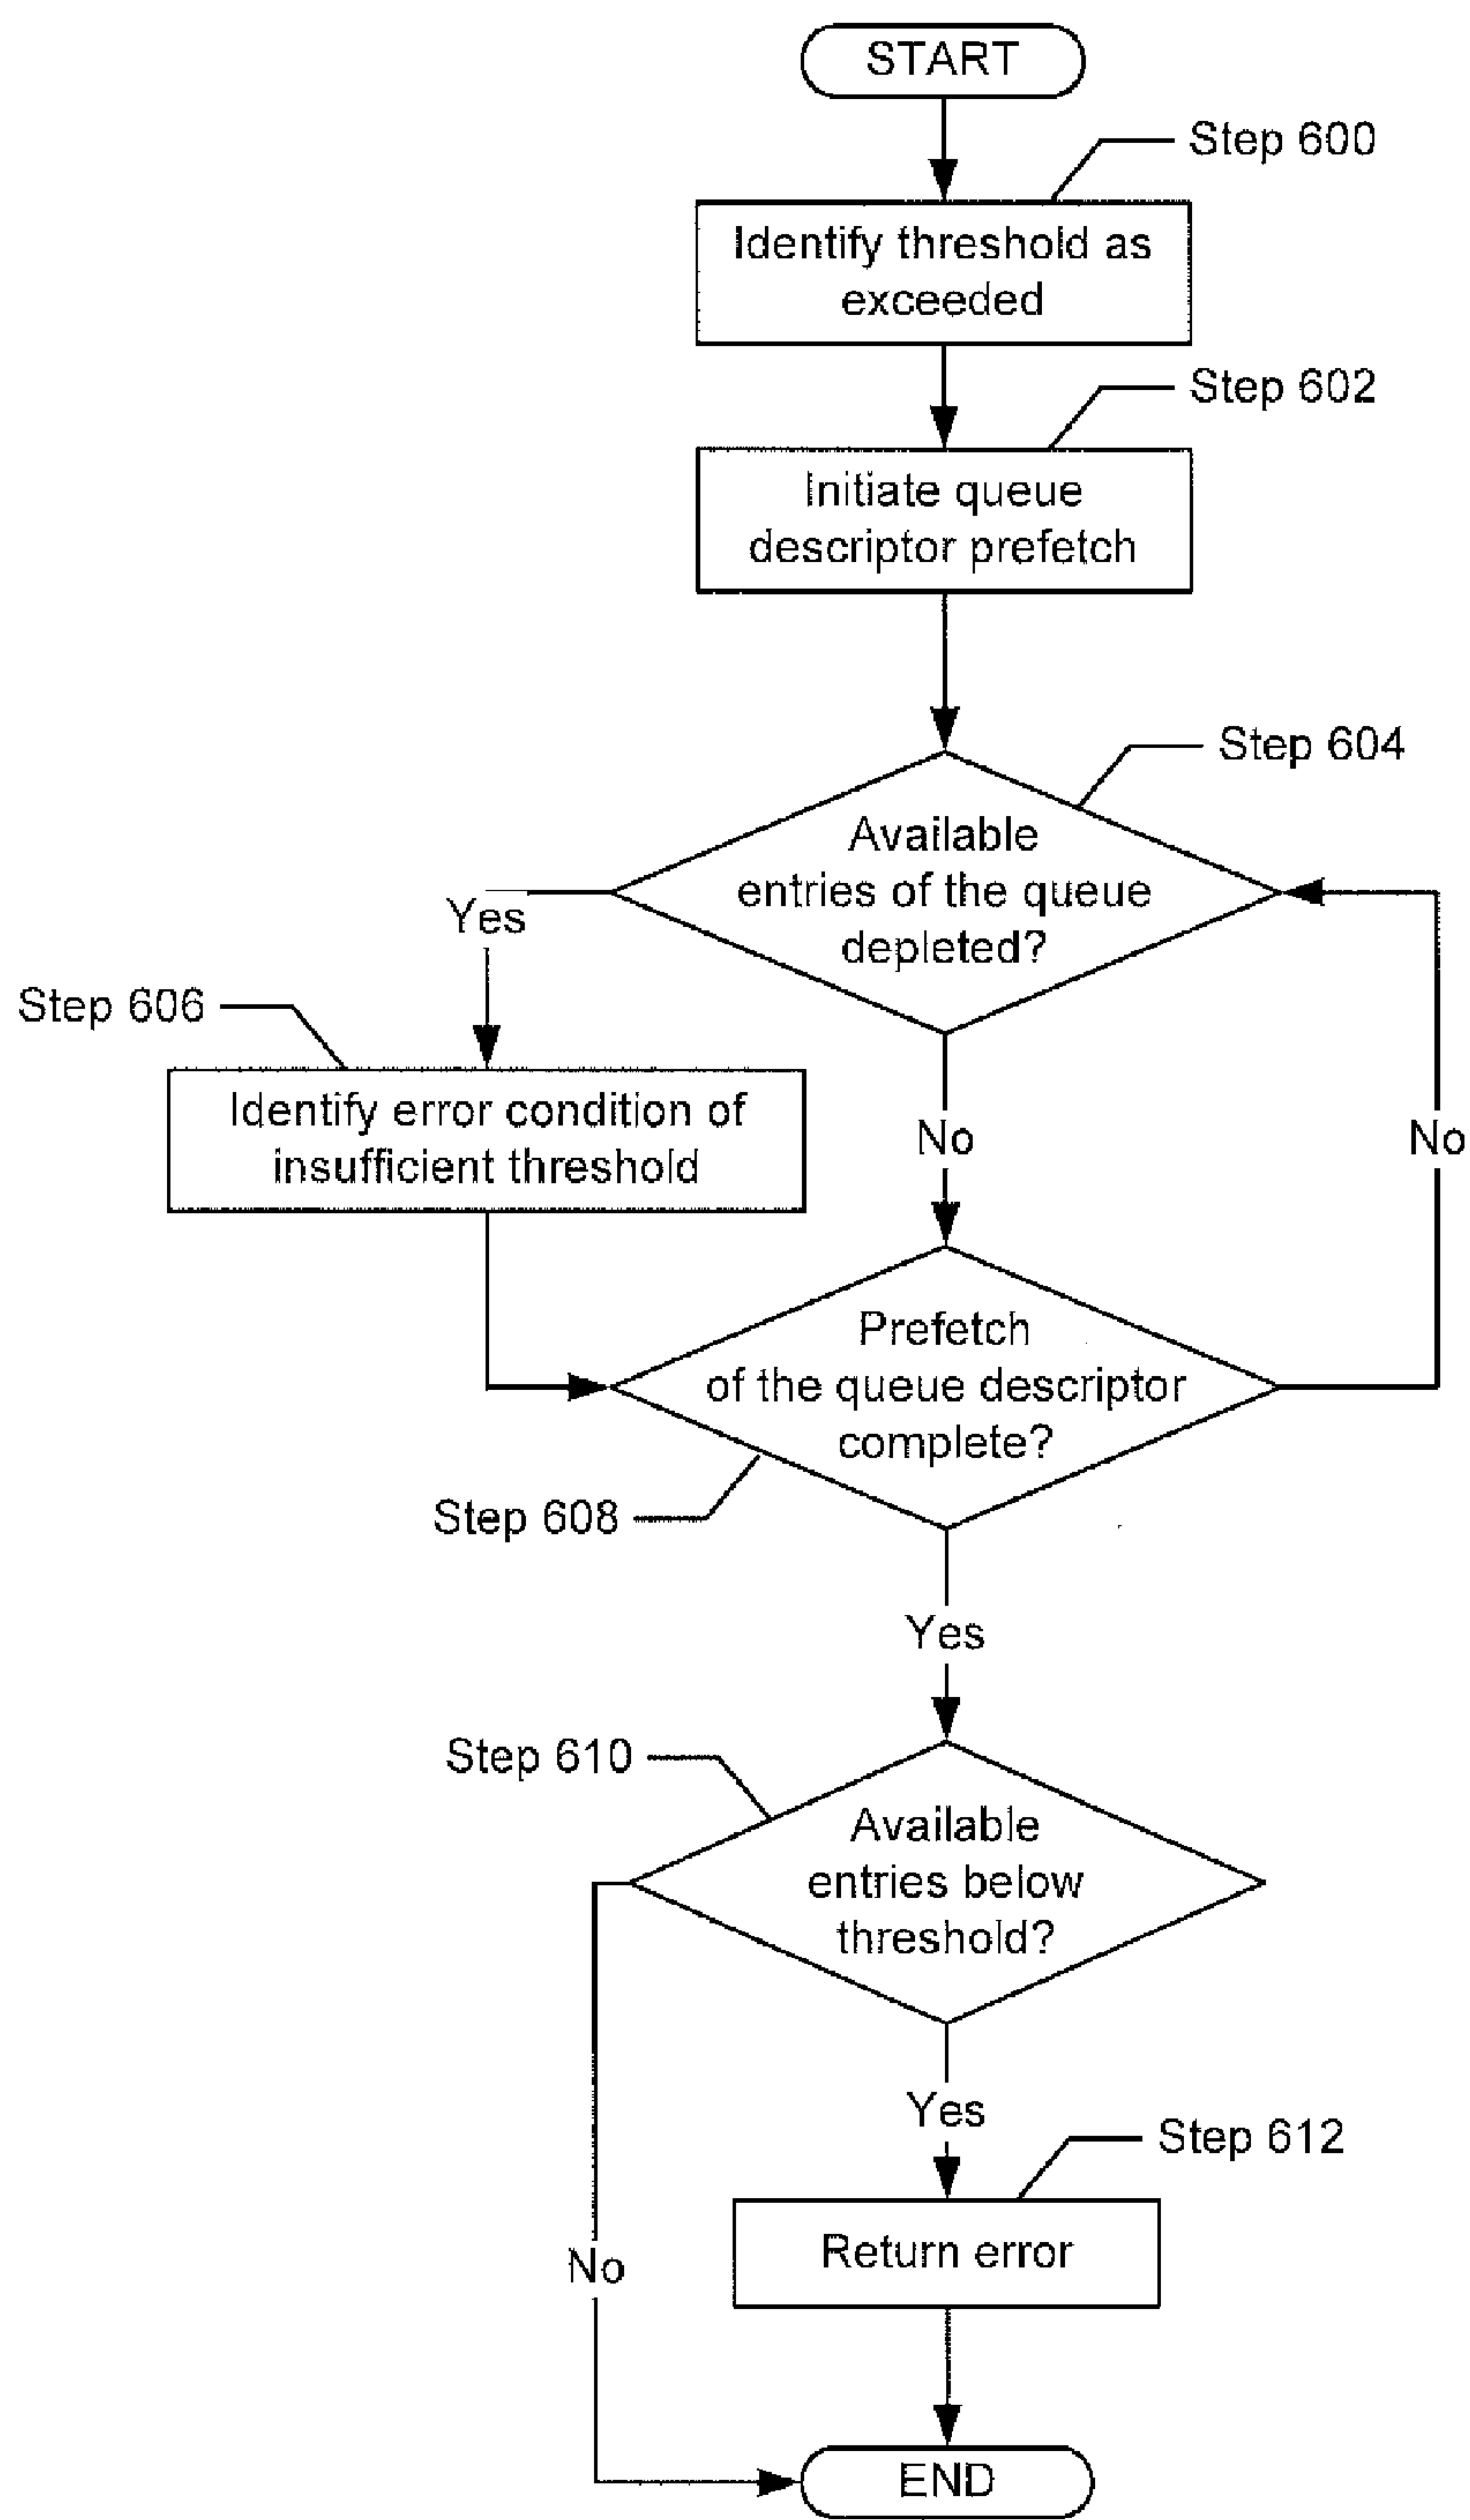 START
Step 600
Identify threshold as
exceeded
Step 602
Initiate queue
descriptor prefetch
Step 604
Available
entries of the queue
depleted?
Yes
Step 606
Identify error condition of
insufficient threshold
No
No
Prefetch
of the queue descriptor
complete?
Step 608
Yes
Step 610
Available
entries below
threshold?
Yes
Step 612
Return error
No
END